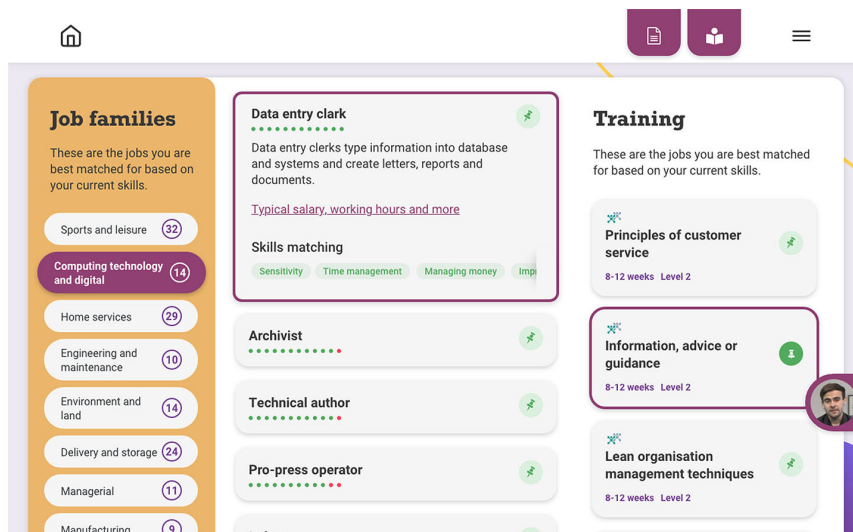 Job families
These are the jobs you are
best matched for based on
your current skills.
Sports and leisure 32
Computing technology
and digital 14
Home services 29
Engineering and
maintenance 10
Environment and
land 14
Delivery and storage 24
Managerial 11
Manufacturing 9
Data entry clark
Data entry clerks type information into database
and systems and create letters, reports and
documents.
Typical salary, working hours and more
Skills matching
Sensitivity Time management Managing money
Archivist
Technical author
Pro-press operator
Training
These are the jobs you are best matched
for based on your current skills.
Principles of customer
service
8-12 weeks Level 2
Information, advice or
guidance
8-12 weeks Level 2
Lean organisation
management techniques
8-12 weeks Level 2